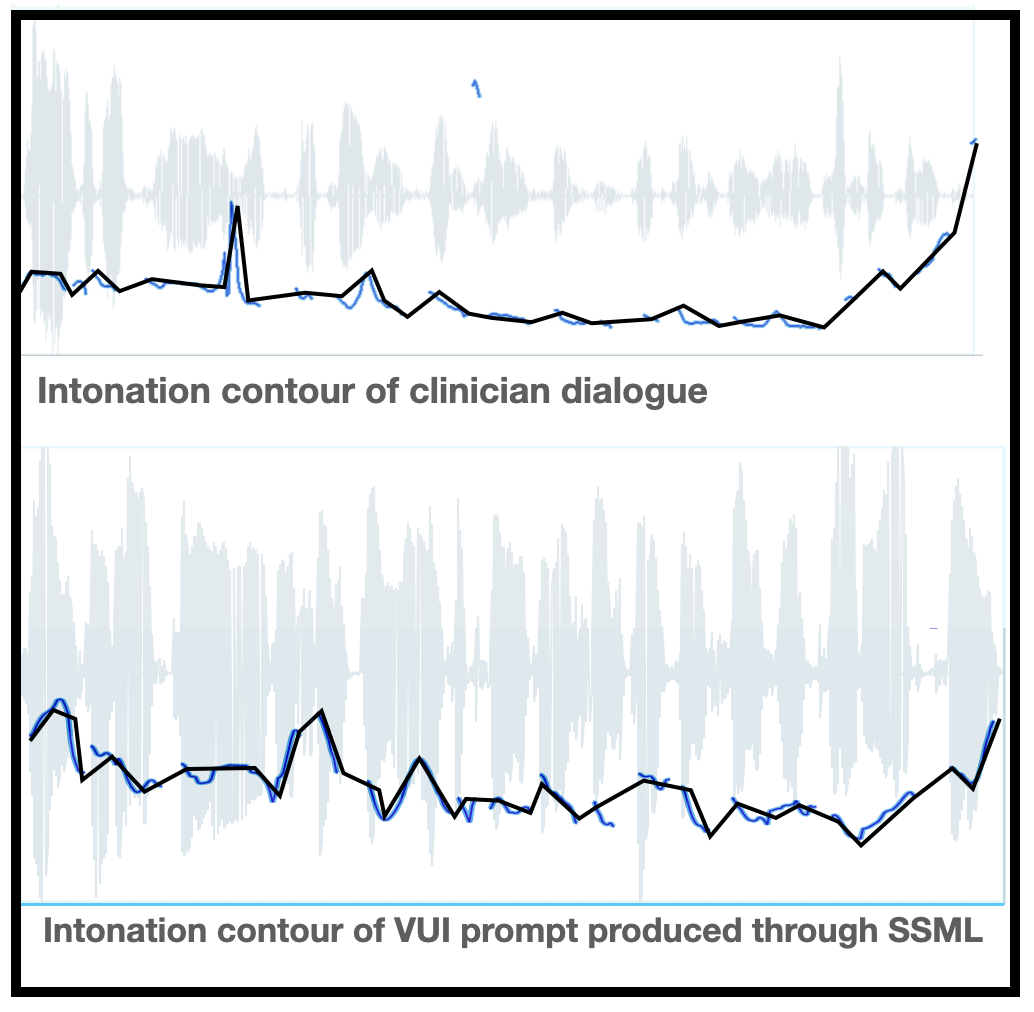 Intonation contour of clinician dialogue
Intonation contour of VUI prompt produced through SSML